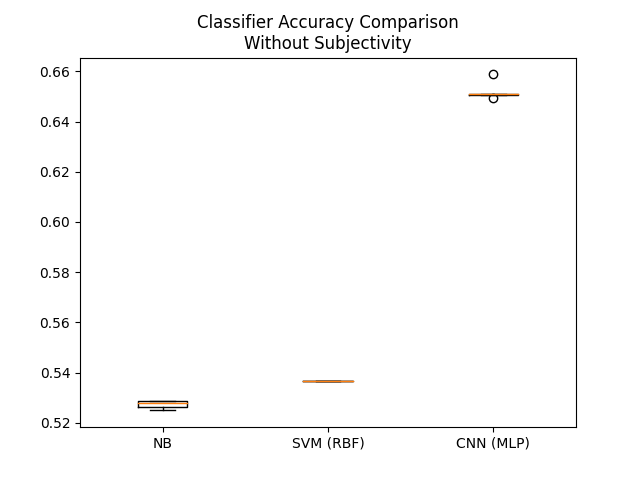 Classifier Accuracy Comparison
Without Subjectivity
0.66
0.64
0.62
0.60
0.58
0.56
0.54
0.52
NB
SVM (RBF)
CNN (MLP)